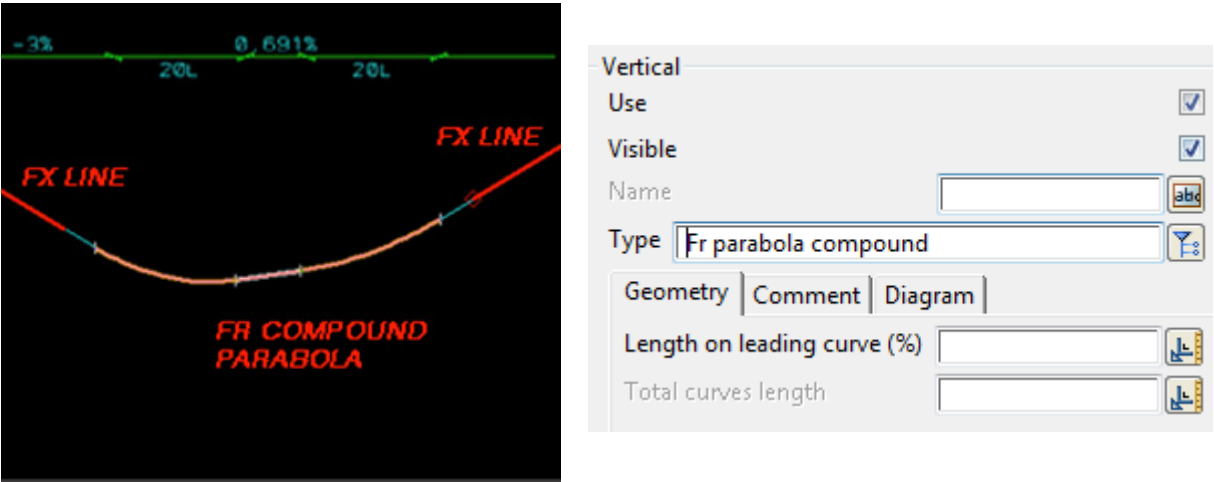 -3% 0,691%
20L 20L
FX LINE
FX LINE
FR COMPOUND
PARABOLA
Vertical
Use
Visible
Name
abc
Type Fr parabola compound
Geometry Comment Diagram
Length on leading curve (%)
Total curves length